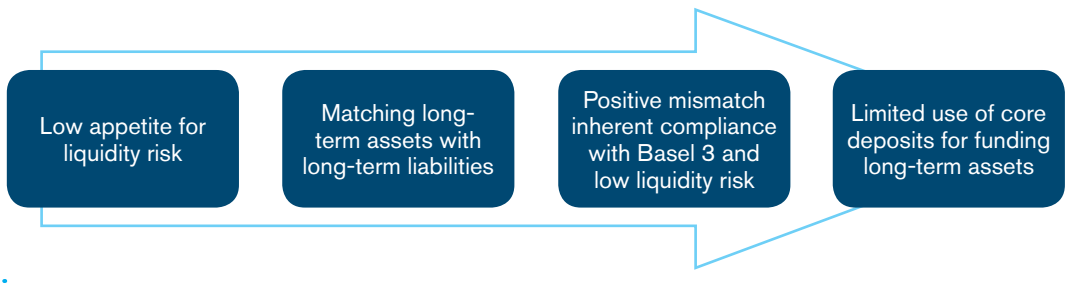 Low appetite for
liquidity risk
Matching long-
term assets with
long-term liabilities
Positive mismatch
inherent compliance
with Basel 3 and
low liquidity risk
Limited use of core
deposits for funding
long-term assets